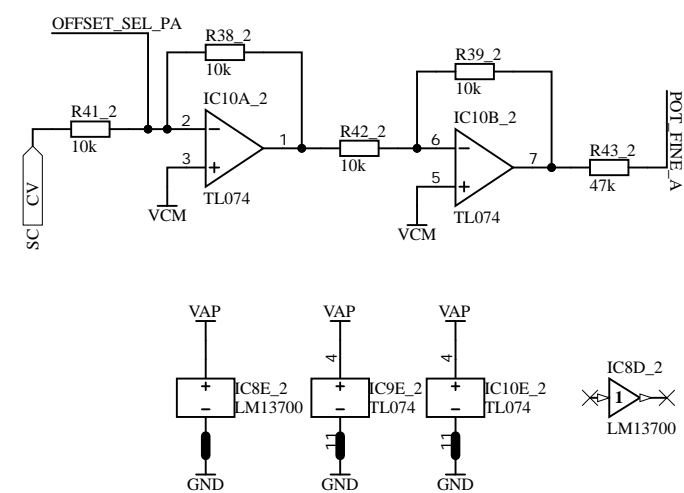 OFFSET_SEL_PA
R38_2
10k
R39_2
10k
R41_2
10k
IC10A_2
2
3
1
TL074
VCM
R42_2
10k
IC10B_2
6
5
7
TL074
VCM
R43_2
47k
POT_FINE_A
CV
SC
VAP
IC8E_2
LM13700
GND
VAP
4
IC9E_2
TL074
11
GND
VAP
4
IC10E_2
TL074
11
GND
IC8D_2
1
LM13700